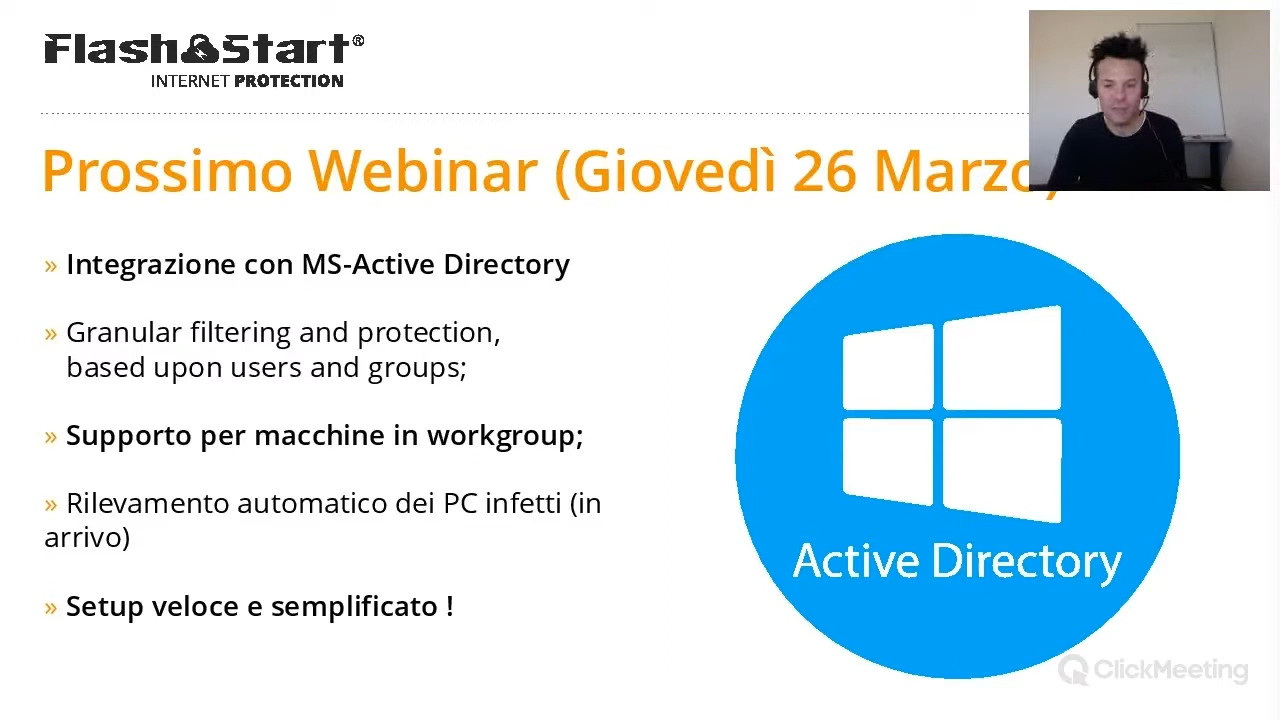 Flash Start®
INTERNET PROTECTION
Prossimo Webinar (Giovedì 26 Marzo)
» Integrazione con MS-Active Directory
» Granular filtering and protection,
based upon users and groups;
» Supporto per macchine in workgroup;
» Rilevamento automatico dei PC infetti (in
arrivo)
» Setup veloce e semplificato !
Active Directory
ClickMeeting